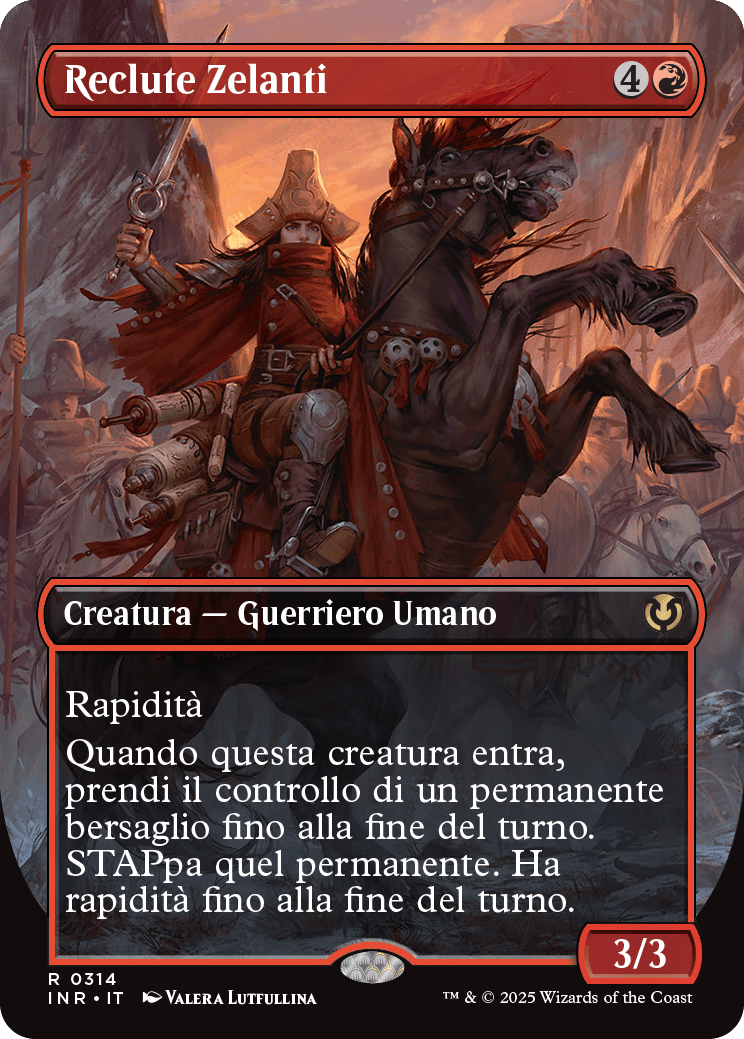 Reclute Zelanti 4
Creatura — Guerriero Umano
Rapidità
Quando questa creatura entra,
prendi il controllo di un permanente
bersaglio fino alla fine del turno.
STAPpa quel permanente. Ha
rapidità fino alla fine del turno.
3/3
R 0314
INR • IT Valera Lutfullina
™ & © 2025 Wizards of the Coast